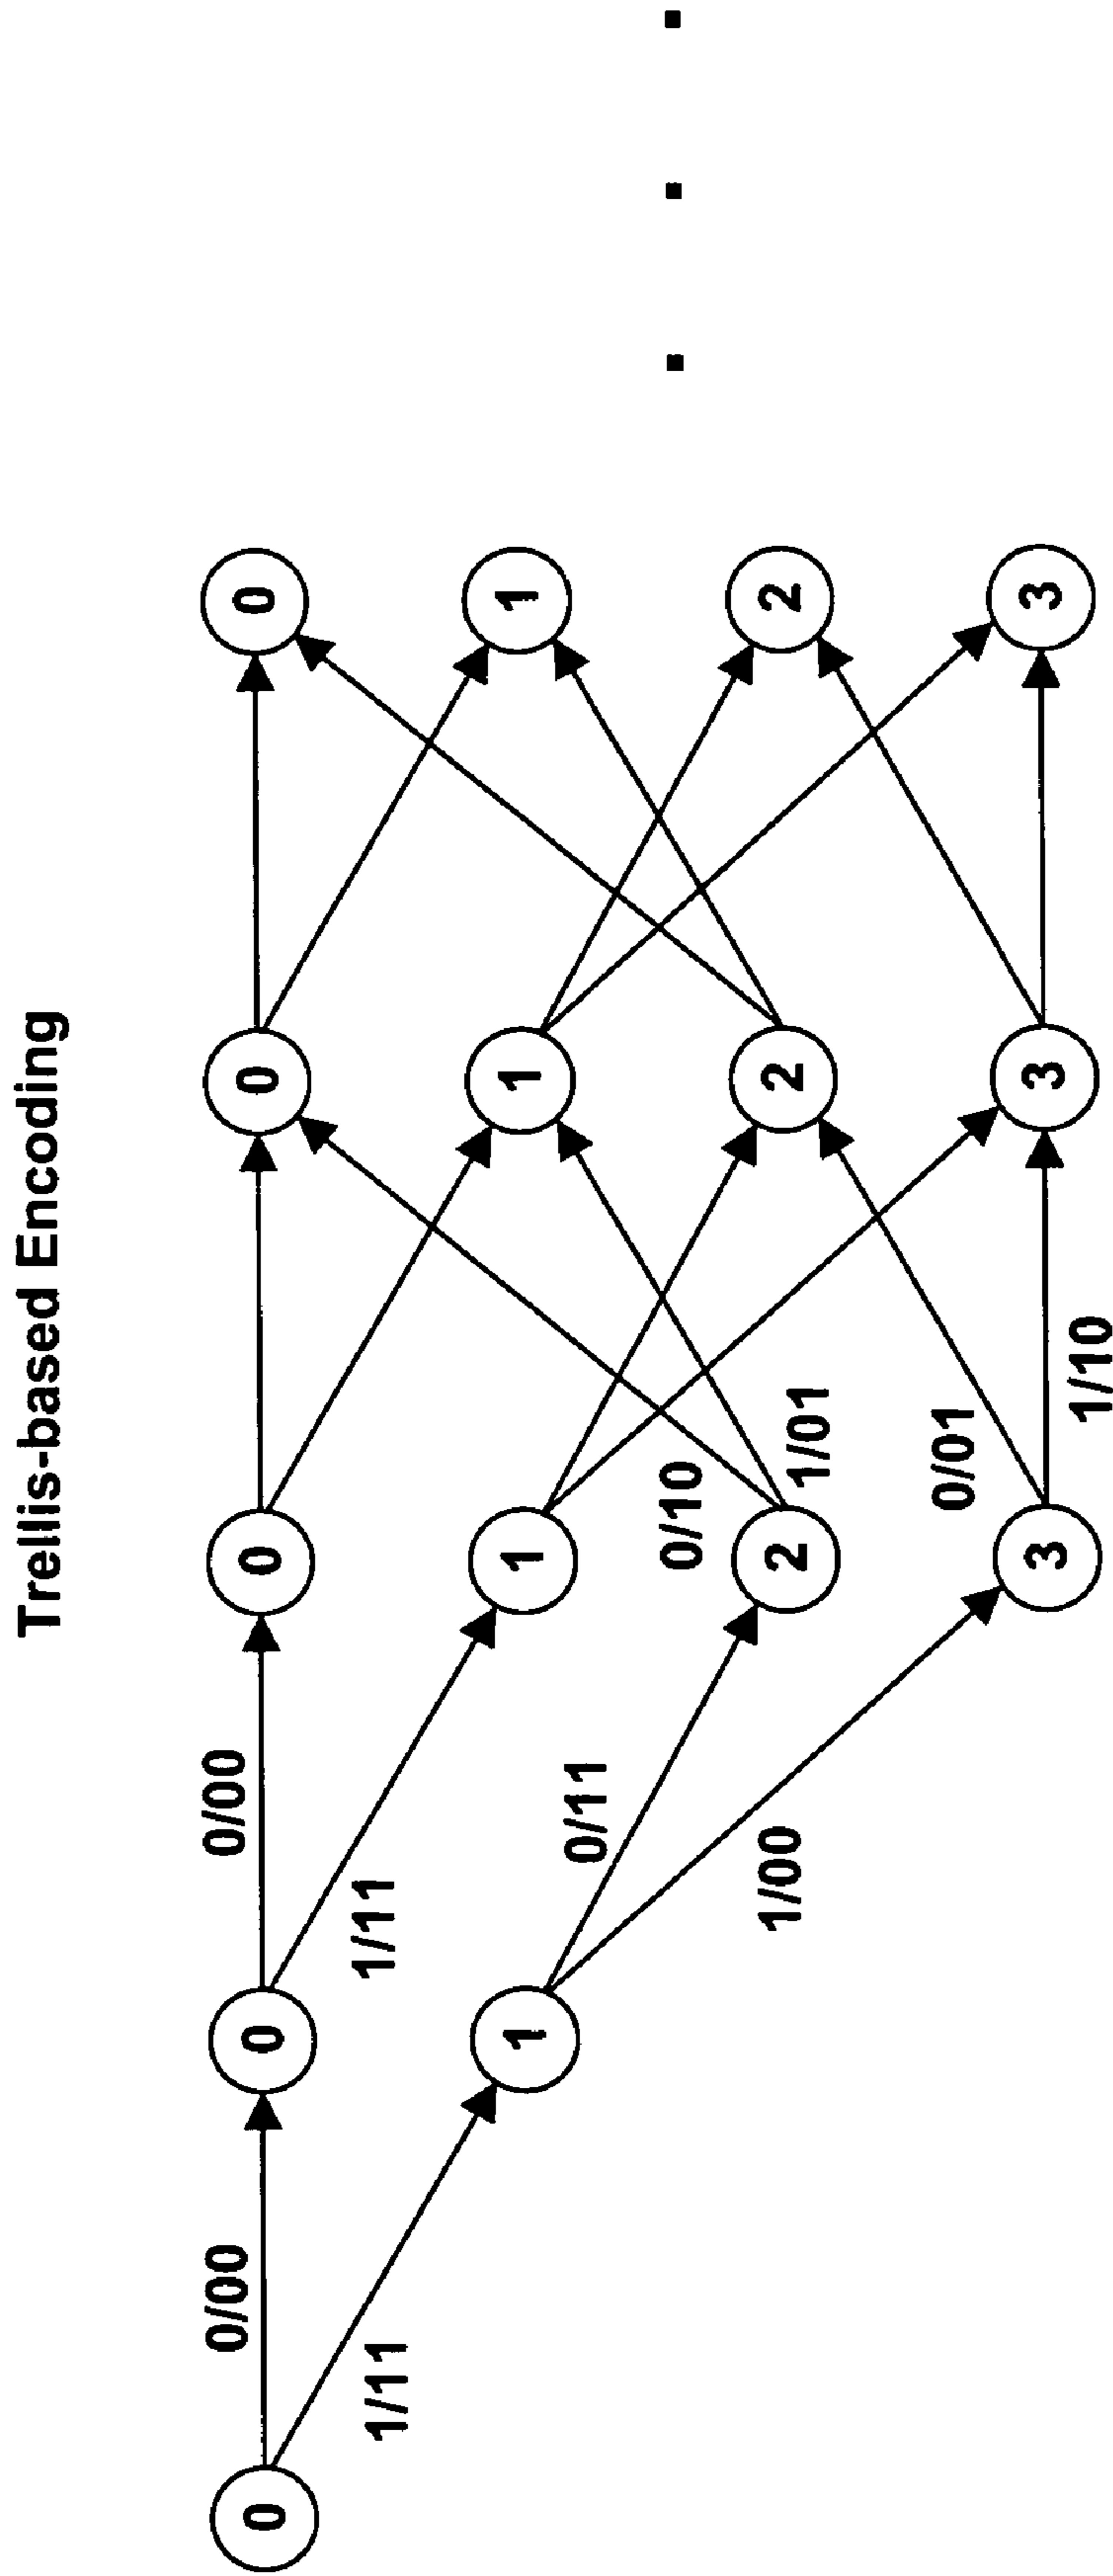 Trellis-based Encoding
0/00 0/00
0 0 0 0 0
1/11 1/11
1 1 1 1
0/11
0/10
. . .
1/00
2 2 2
1/01
0/01
3 3 3
1/10